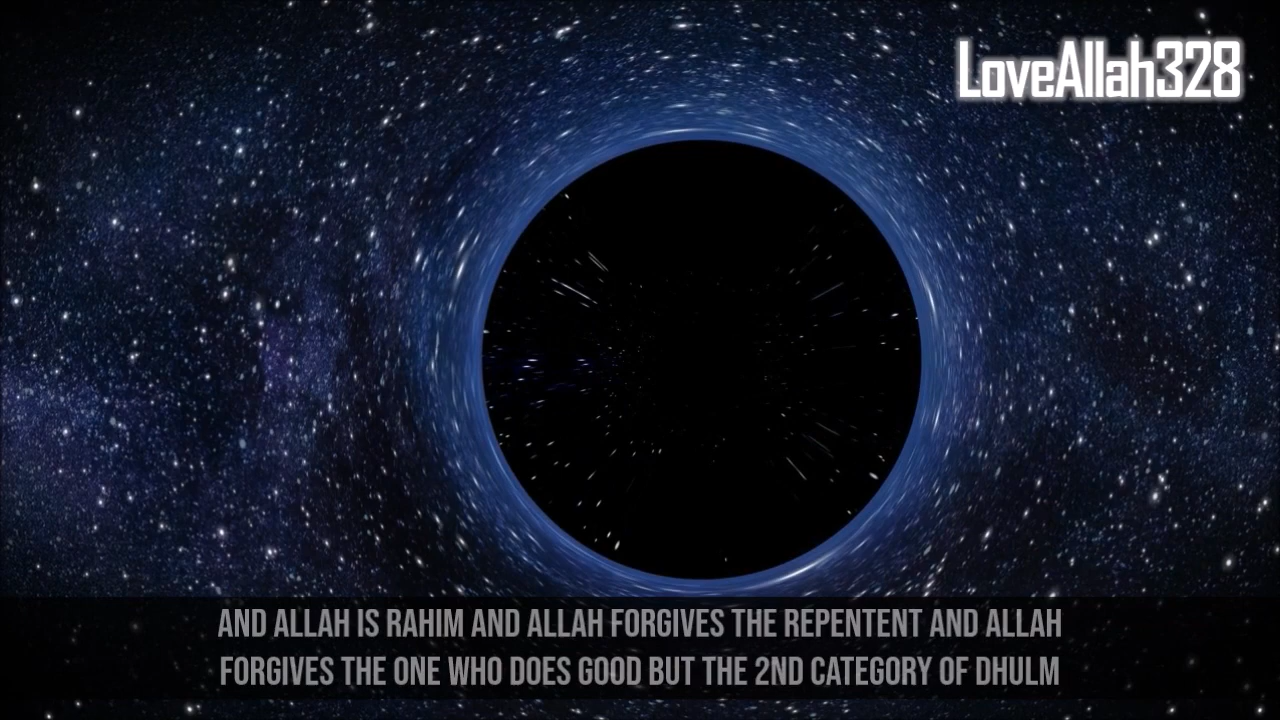 LoveAllah328
AND ALLAH IS RAHIM AND ALLAH FORGIVES THE REPENTENT AND ALLAH
FORGIVES THE ONE WHO DOES GOOD BUT THE 2ND CATEGORY OF DHULM